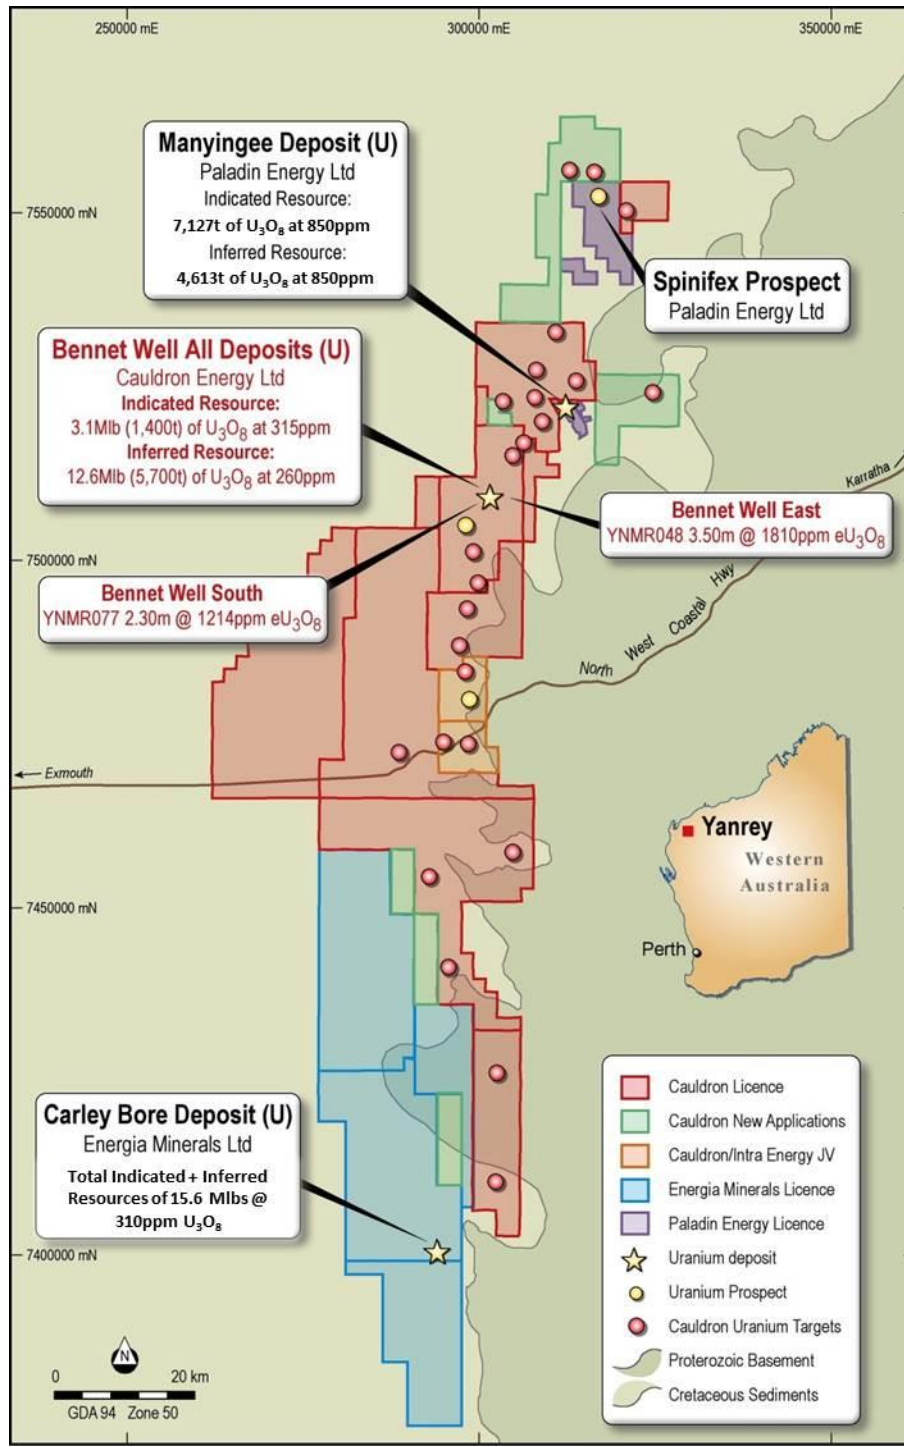 250000 mE
300000 mE
350000 mE
7550000 mN
7500000 mN
7450000 mN
7400000 mN
Manyingee Deposit (U)
Paladin Energy Ltd
Indicated Resource:
7,127t of U₃O₈ at 850ppm
Inferred Resource:
4,613t of U₃O₈ at 850ppm
Spinifex Prospect
Paladin Energy Ltd
Bennet Well All Deposits (U)
Cauldron Energy Ltd
Indicated Resource:
3.1Mlb (1,400t) of U₃O₈ at 315ppm
Inferred Resource:
12.6Mlb (5,700t) of U₃O₈ at 260ppm
Karratha
Bennet Well East
YNMR048 3.50m @ 1810ppm eU₃O₈
Bennet Well South
YNMR077 2.30m @ 1214ppm eU₃O₈
North West Coastal Hwy
Exmouth
Yanrey
Western
Australia
Perth
Carley Bore Deposit (U)
Energia Minerals Ltd
Total Indicated + Inferred
Resources of 15.6 Mlbs @
310ppm U₃O₈
Cauldron Licence
Cauldron New Applications
Cauldron/Intra Energy JV
Energia Minerals Licence
Paladin Energy Licence
Uranium deposit
Uranium Prospect
Cauldron Uranium Targets
Proterozoic Basement
Cretaceous Sediments
N
0 20 km
GDA 94 Zone 50